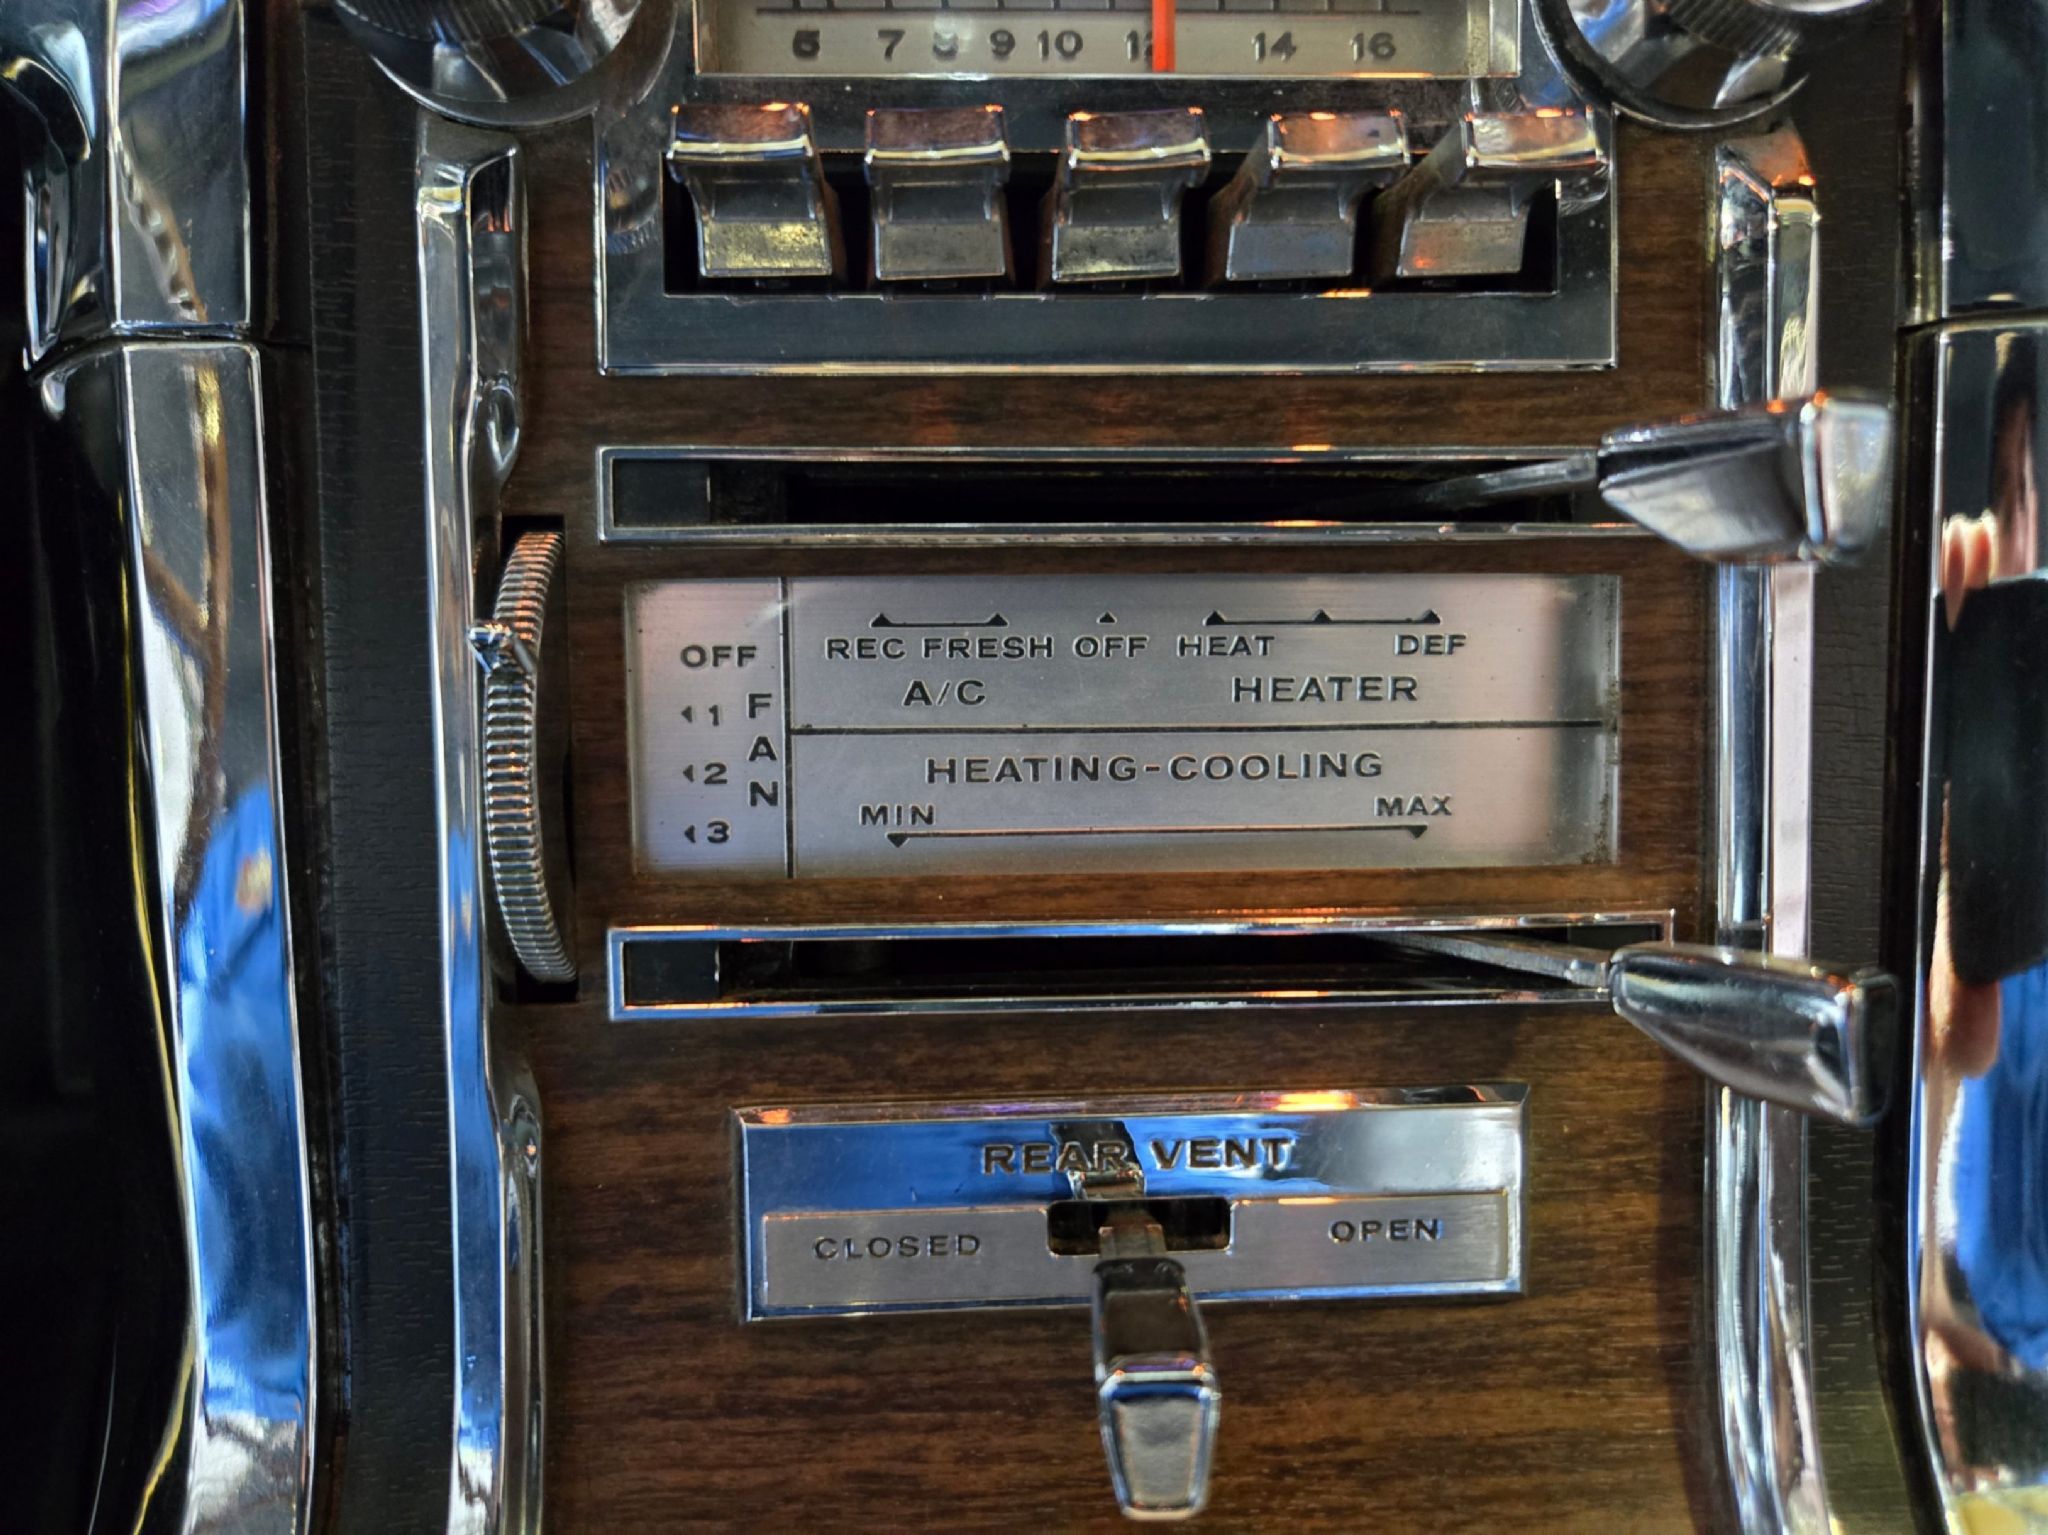 6 7 8 9 10 12 14 16
OFF
1
2
3
FAN
REC FRESH OFF HEAT DEF
A/C HEATER
HEATING-COOLING
MIN MAX
REAR VENT
CLOSED OPEN